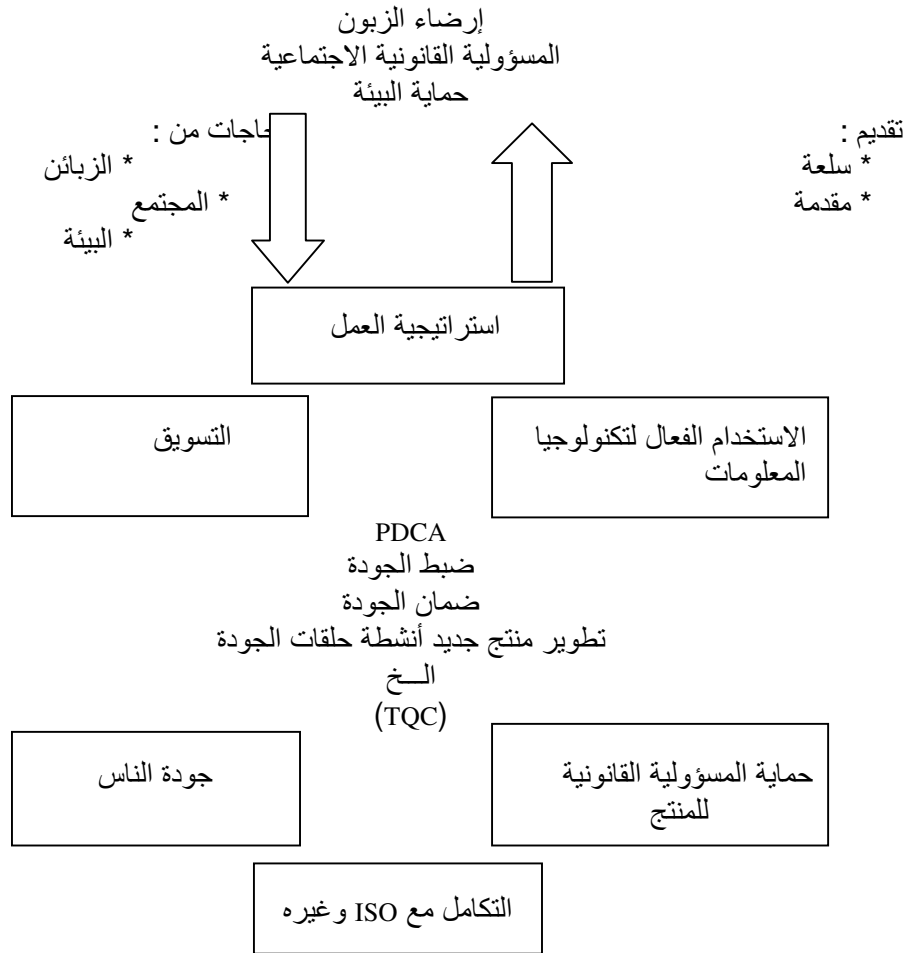 إرضاء الزبون
المسؤولية القانونية الاجتماعية
حماية البيئة
تقديم :
* سلعة
* مقدمة
اجات من :
* الزبائن
* المجتمع
* البيئة
استراتيجية العمل
الاستخدام الفعال لتكنولوجيا
المعلومات
التسويق
PDCA
ضبط الجودة
ضمان الجودة
تطوير منتج جديد أنشطة حلقات الجودة
الـــخ
(TQC)
حماية المسؤولية القانونية
للمنتج
جودة الناس
التكامل مع ISO وغيره